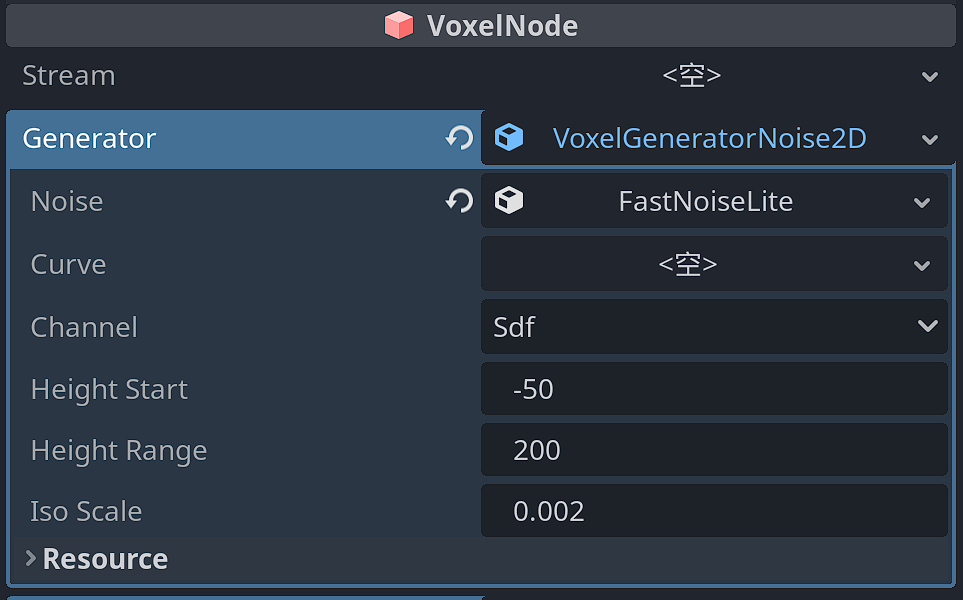 VoxelNode
Stream <空>
Generator VoxelGeneratorNoise2D
Noise FastNoiseLite
Curve <空>
Channel Sdf
Height Start -50
Height Range 200
Iso Scale 0.002
Resource